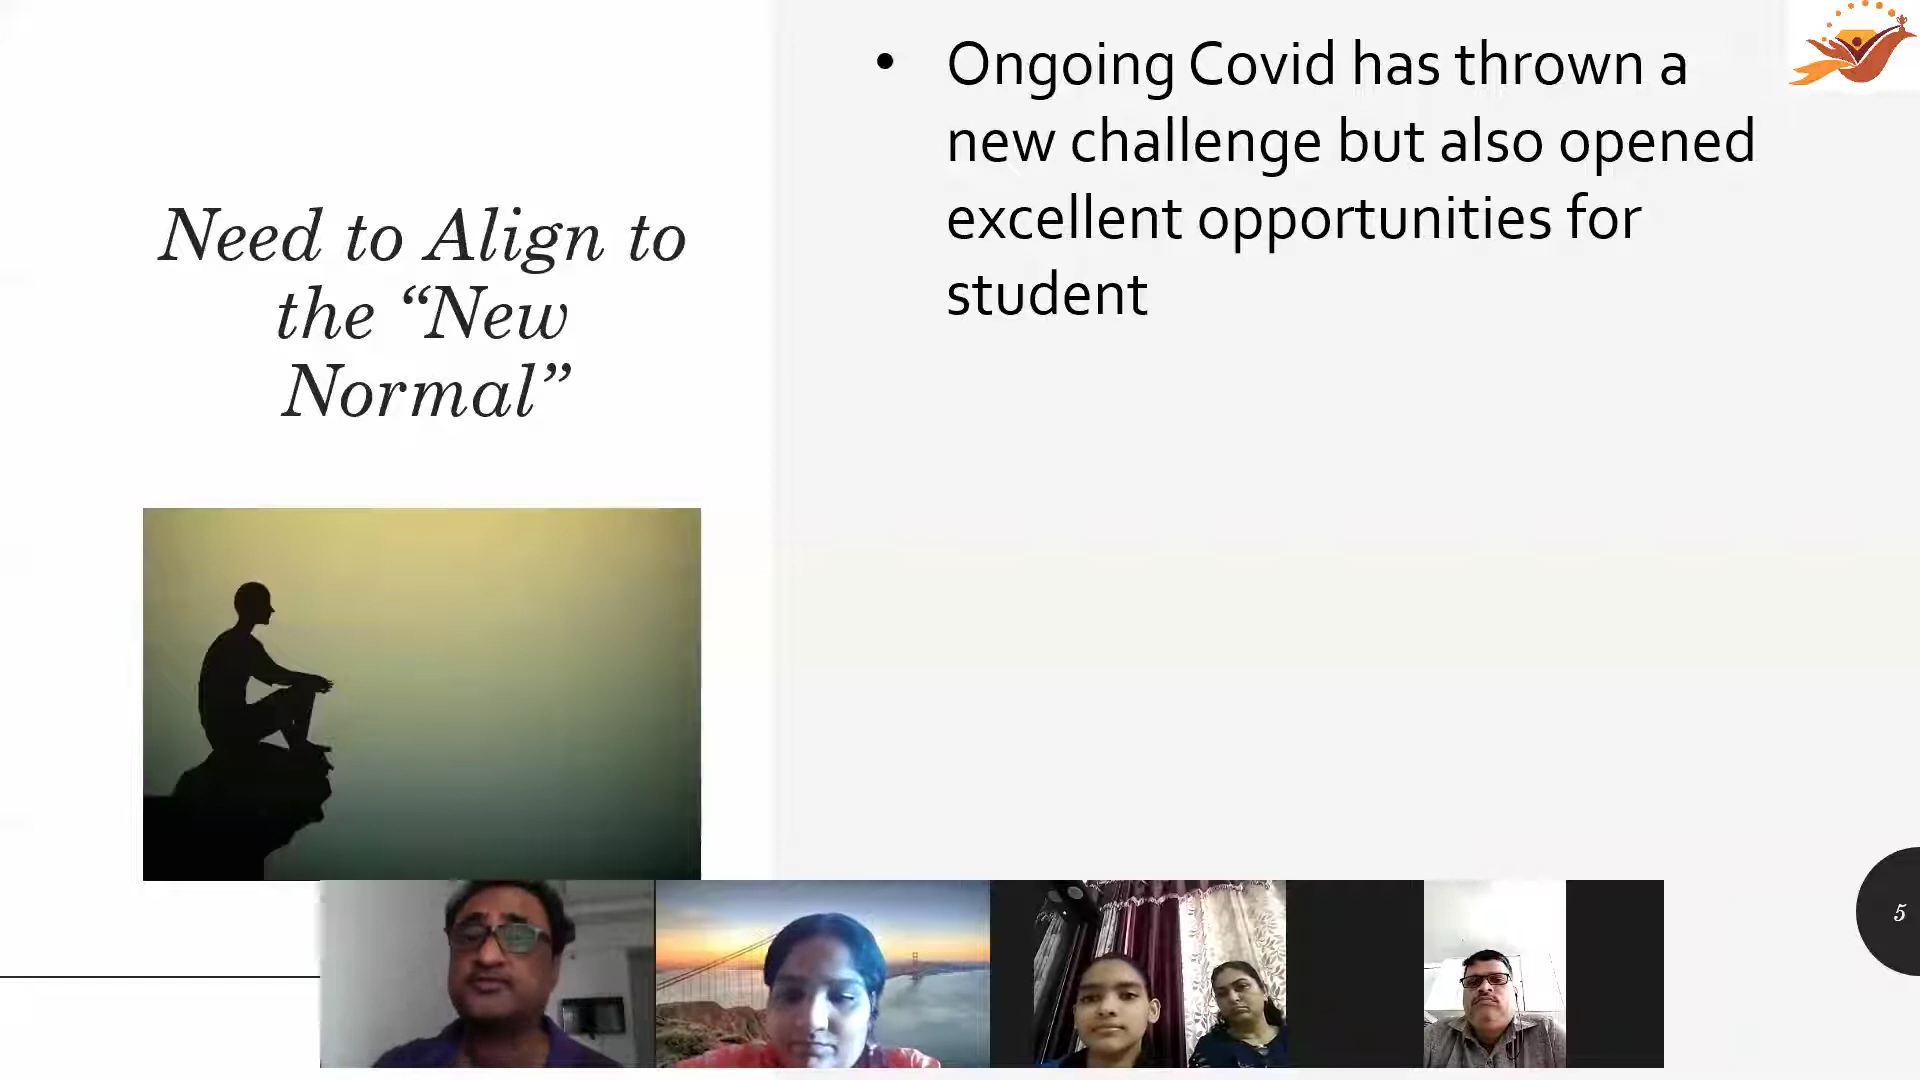 Need to Align to
the “New
Normal”
• Ongoing Covid has thrown a
new challenge but also opened
excellent opportunities for
student
5